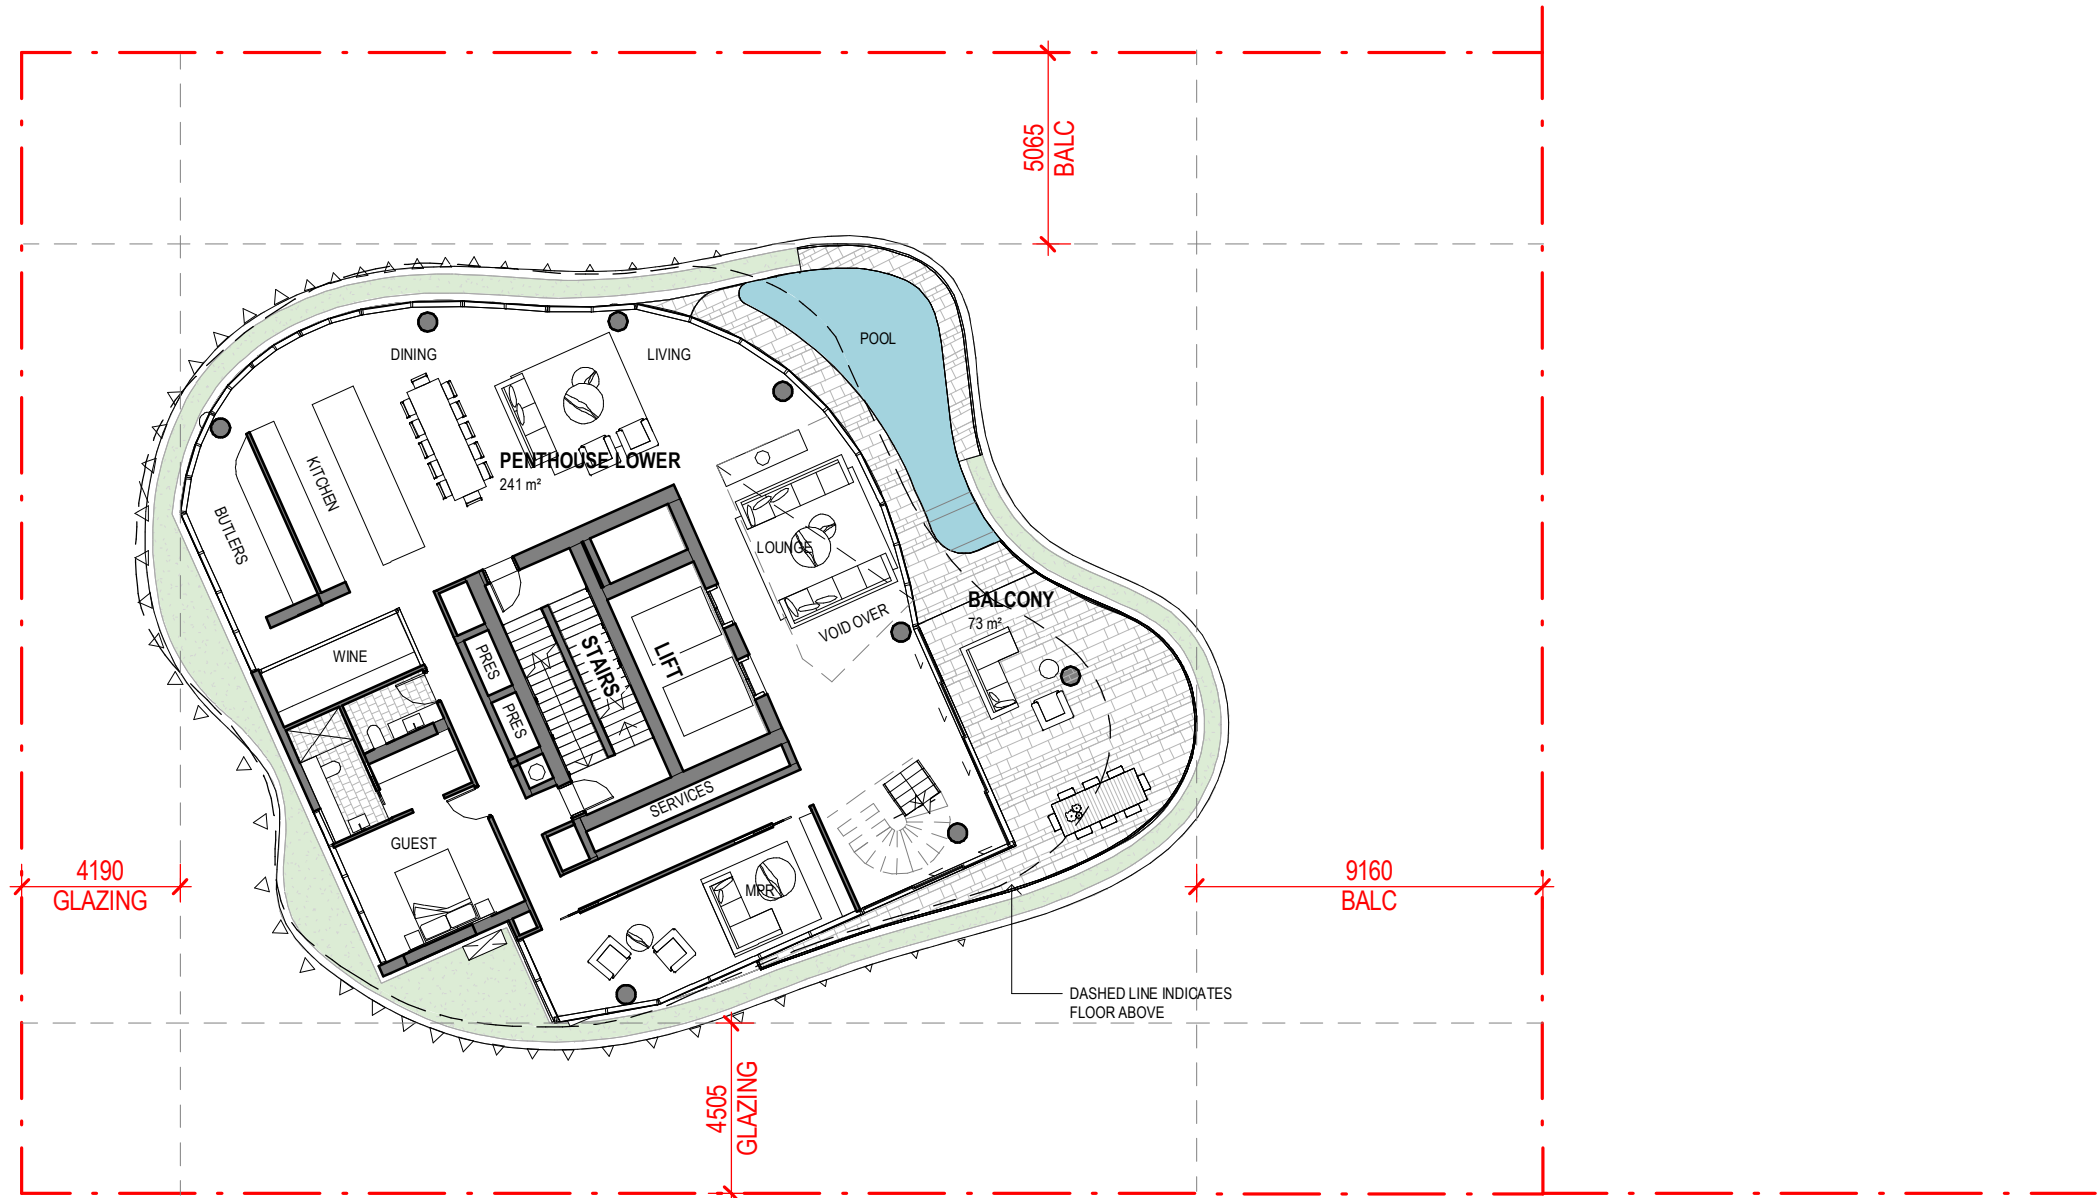 5065
BALC
POOL
DINING
LIVING
PENTHOUSE LOWER
241 m²
KITCHEN
BUTLERS
LOUNGE
BALCONY
73 m²
VOID OVER
WINE
PRES
STAIRS
LIFT
PRES
SERVICES
GUEST
MPR
4190
GLAZING
9160
BALC
DASHED LINE INDICATES
FLOOR ABOVE
4505
GLAZING